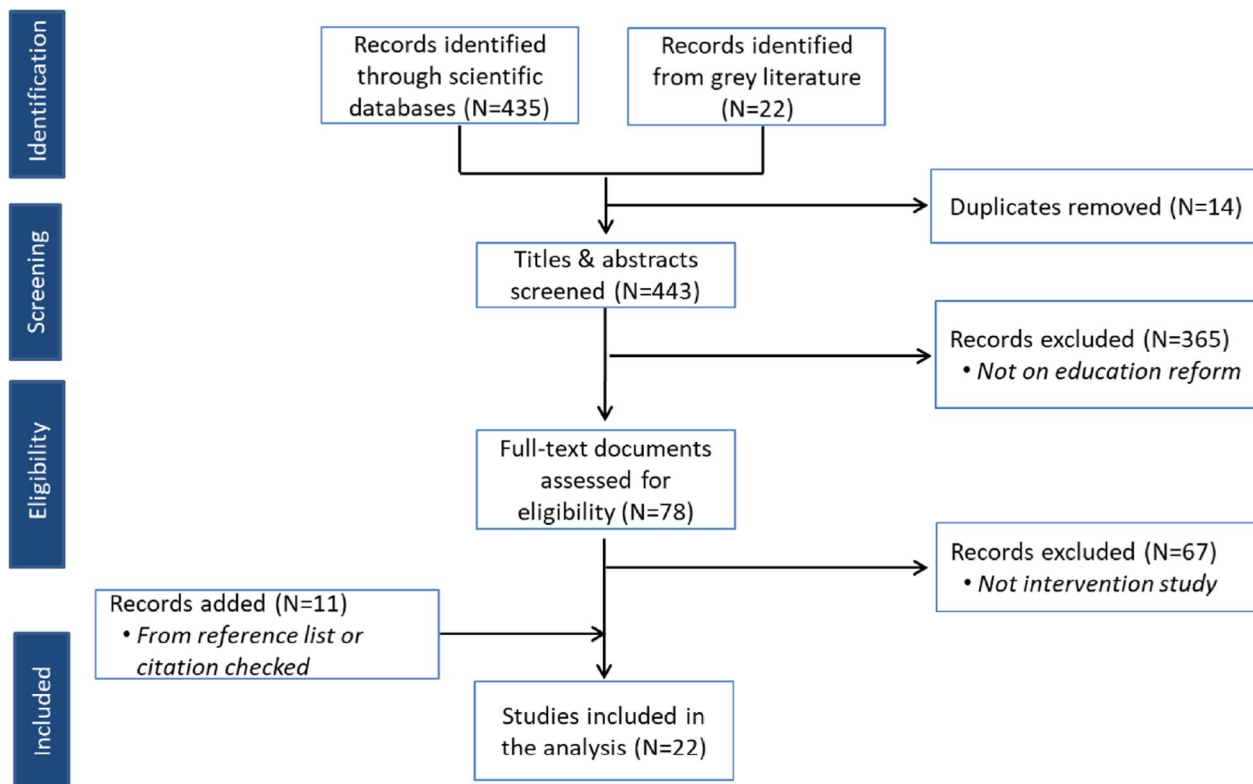 Identification
Records identified
through scientific
databases (N=435)
Records identified
from grey literature
(N=22)
Duplicates removed (N=14)
Screening
Titles & abstracts
screened (N=443)
Records excluded (N=365)
• Not on education reform
Eligibility
Full-text documents
assessed for
eligibility (N=78)
Records excluded (N=67)
• Not intervention study
Records added (N=11)
• From reference list or
citation checked
Included
Studies included in
the analysis (N=22)